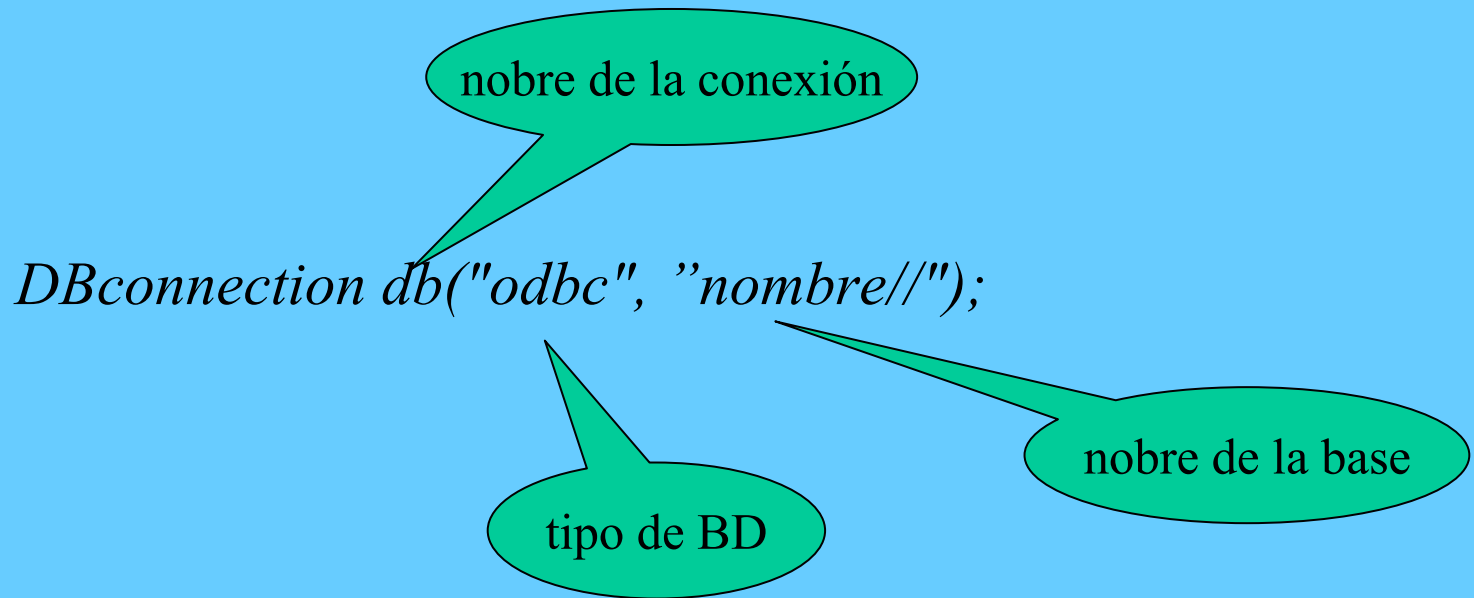 nobre de la conexión
DBconnection db("odbc", ”nombre//");
nobre de la base
tipo de BD